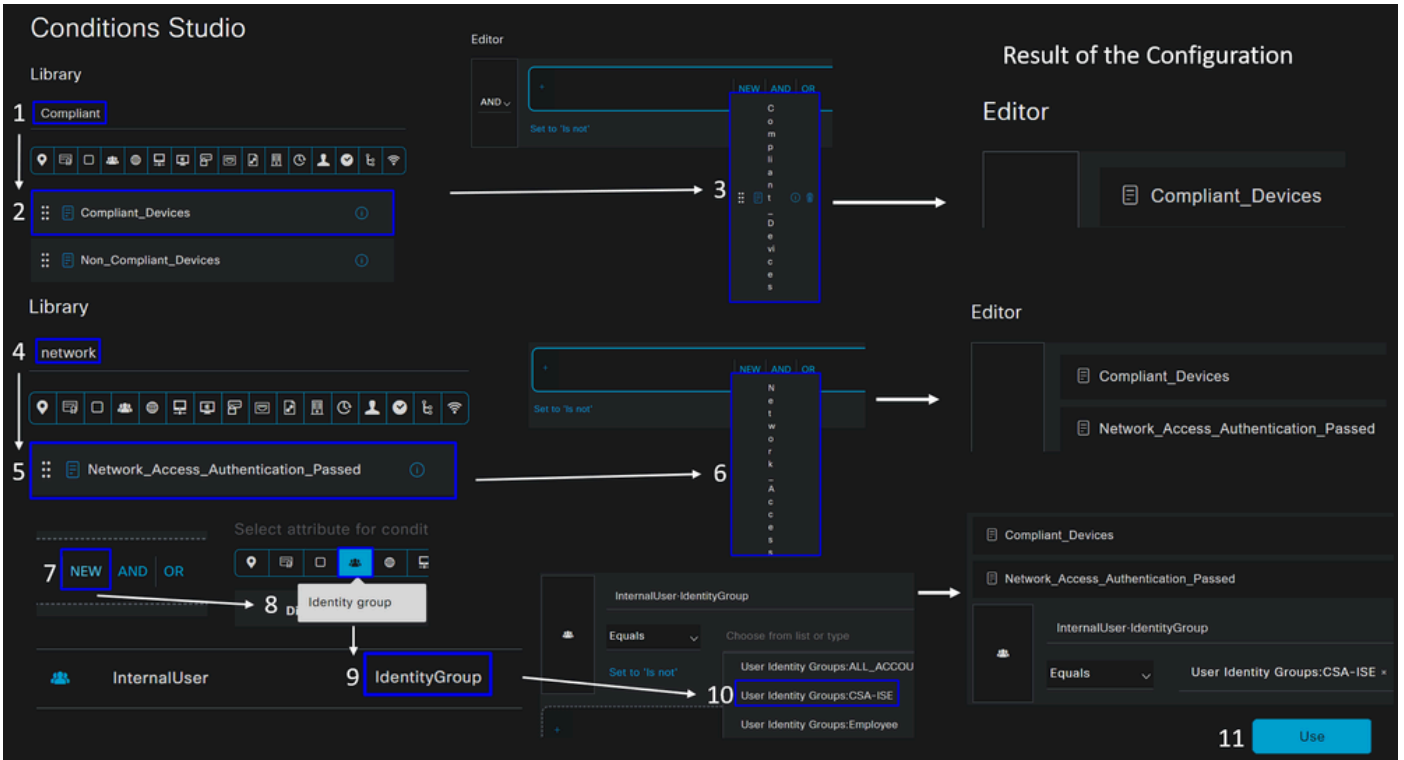 Conditions Studio
Library
1 Compliant
2 Compliant_Devices
Non_Compliant_Devices
Editor
AND
+
Set to 'Is not'
NEW AND OR
3 Compliant_Devices
Result of the Configuration
Editor
Compliant_Devices
Library
4 network
5 Network_Access_Authentication_Passed
+
Set to 'Is not'
NEW AND OR
6 Network_Access
Editor
Compliant_Devices
Network_Access_Authentication_Passed
7 NEW AND OR
Select attribute for condit
8 Di
Identity group
InternalUser
9 IdentityGroup
InternalUser·IdentityGroup
Equals
Choose from list or type
Set to 'Is not'
User Identity Groups:ALL_ACCOU
10 User Identity Groups:CSA-ISE
User Identity Groups:Employee
+
Compliant_Devices
Network_Access_Authentication_Passed
InternalUser·IdentityGroup
Equals
User Identity Groups:CSA-ISE ×
11 Use